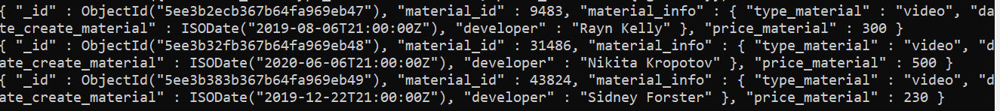 { "_id" : ObjectId("5ee3b2ecb367b64fa969eb47"), "material_id" : 9483, "material_info" : { "type_material" : "video", "da
te_create_material" : ISODate("2019-08-06T21:00:00Z"), "developer" : "Rayn Kelly" }, "price_material" : 300 }
{ "_id" : ObjectId("5ee3b32fb367b64fa969eb48"), "material_id" : 31486, "material_info" : { "type_material" : "video", "d
ate_create_material" : ISODate("2020-06-06T21:00:00Z"), "developer" : "Nikita Kropotov" }, "price_material" : 500 }
{ "_id" : ObjectId("5ee3b383b367b64fa969eb49"), "material_id" : 43824, "material_info" : { "type_material" : "video", "d
ate_create_material" : ISODate("2019-12-22T21:00:00Z"), "developer" : "Sidney Forster" }, "price_material" : 230 }